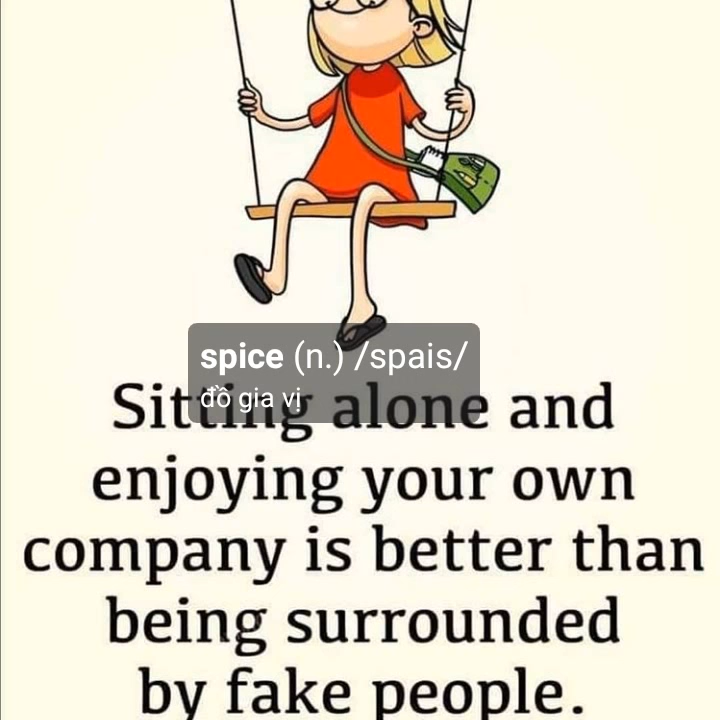 spice (n.) /spais/
đồ gia vị
Sitting alone and
enjoying your own
company is better than
being surrounded
by fake people.